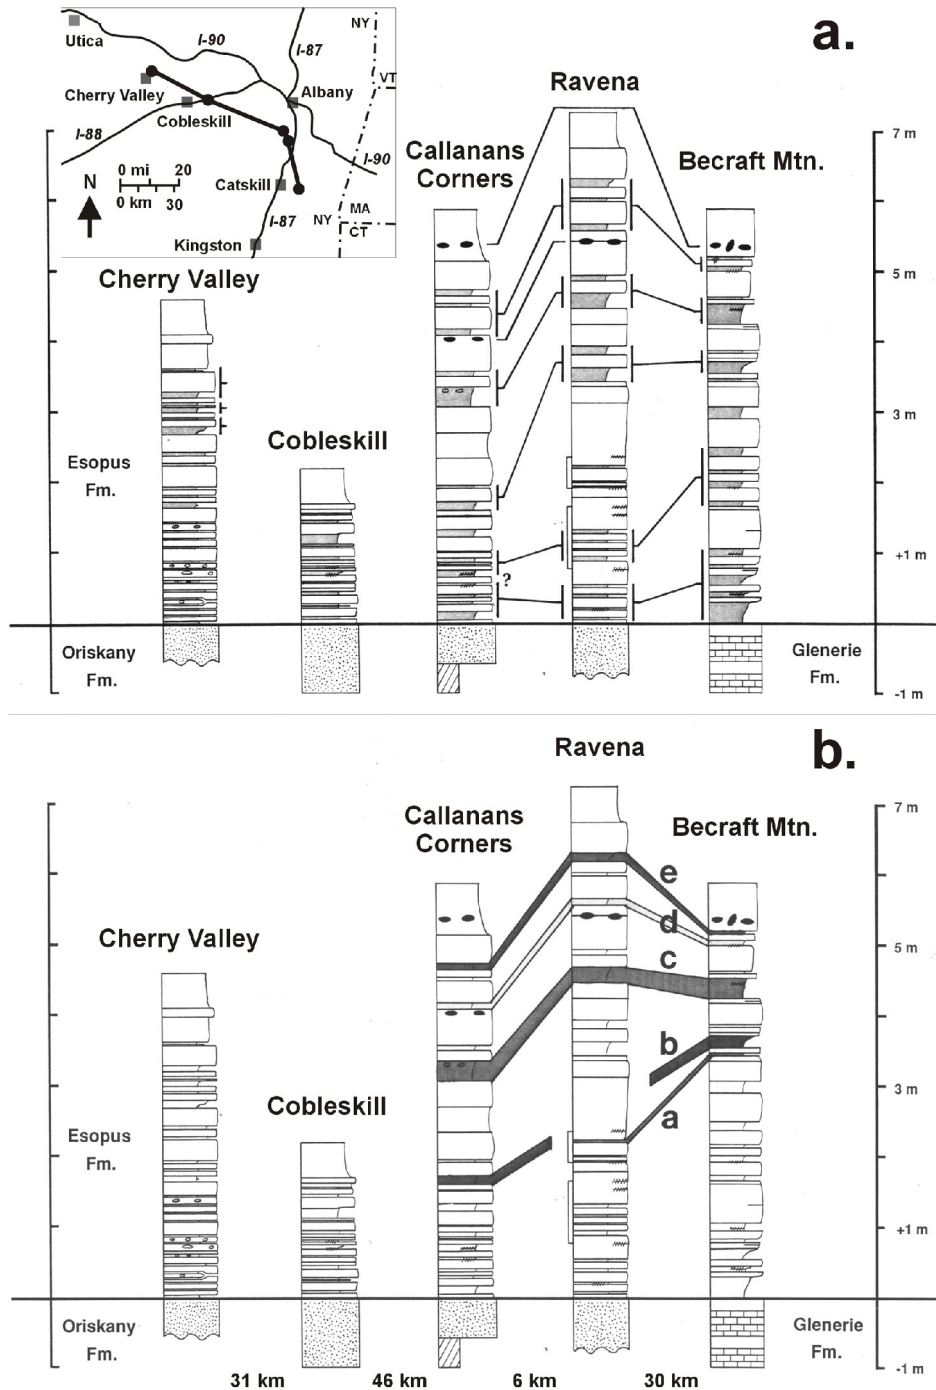 a.
Utica
I-90
I-87
NY
VT
Cherry Valley
Albany
Cobleskill
I-88
I-90
0 mi 20
0 km 30
N
Catskill
I-87
NY
MA
CT
Kingston
Ravena
Callanans
Corners
Becraft Mtn.
Cherry Valley
Cobleskill
7 m
5 m
3 m
+1 m
-1 m
Esopus
Fm.
?
Oriskany
Fm.
Glenerie
Fm.
b.
Ravena
Callanans
Corners
Becraft Mtn.
Cherry Valley
Cobleskill
7 m
5 m
3 m
+1 m
-1 m
e
d
c
b
a
Esopus
Fm.
Oriskany
Fm.
Glenerie
Fm.
31 km 46 km 6 km 30 km